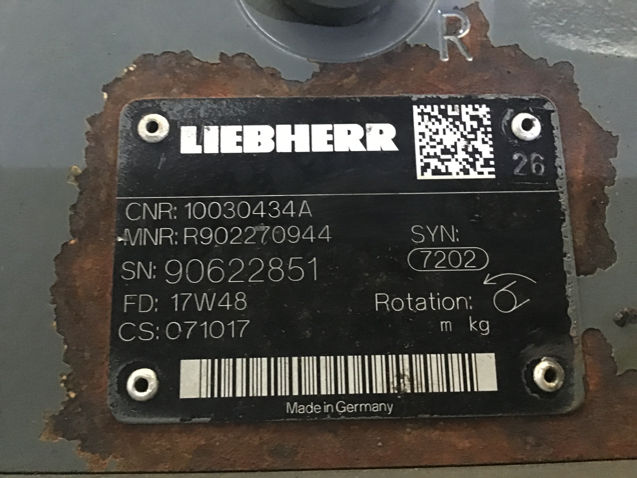 R
LIEBHERR
26
CNR: 10030434A
MNR: R902270944
SYN:
SN: 90622851
7202
FD: 17W48
Rotation:
CS: 071017
m kg
Made in Germany